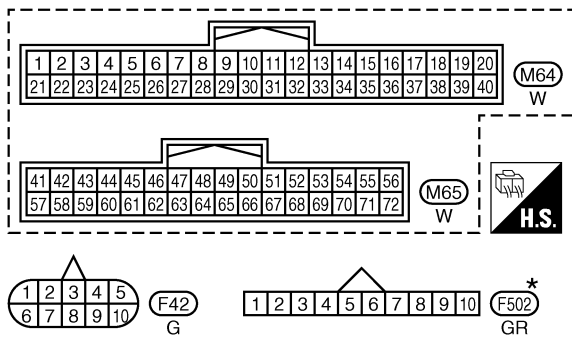 1 2 3 4 5 6 7 8 9 10 11 12 13 14 15 16 17 18 19 20
21 22 23 24 25 26 27 28 29 30 31 32 33 34 35 36 37 38 39 40
M64
W
41 42 43 44 45 46 47 48 49 50 51 52 53 54 55 56
57 58 59 60 61 62 63 64 65 66 67 68 69 70 71 72
M65
W
H.S.
1 2 3 4 5
6 7 8 9 10
F42
G
1 2 3 4 5 6 7 8 9 10
*
F502
GR